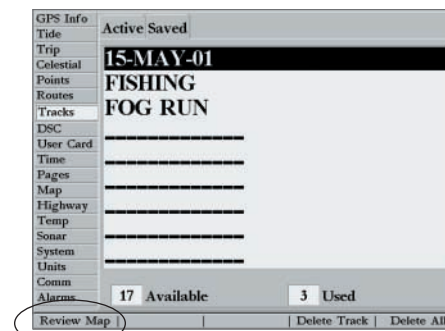 GPS Info
Tide
Trip
Celestial
Points
Routes
Tracks
DSC
User Card
Time
Pages
Map
Highway
Temp
Sonar
System
Units
Comm
Alarms
Active Saved
15-MAY-01
FISHING
FOG RUN
17 Available 3 Used
Review Map Delete Track Delete All